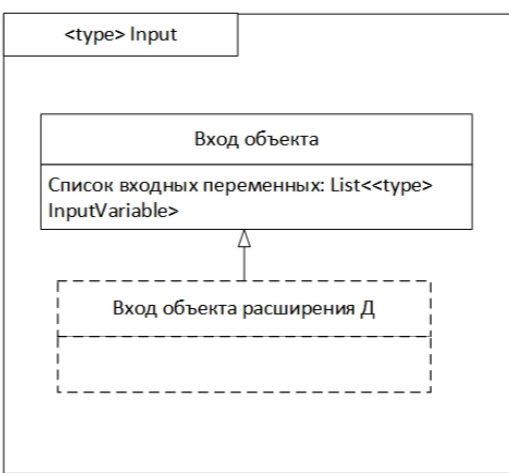 <type> Input
Вход объекта
Список входных переменных: List<<type>
InputVariable>
Вход объекта расширения Д